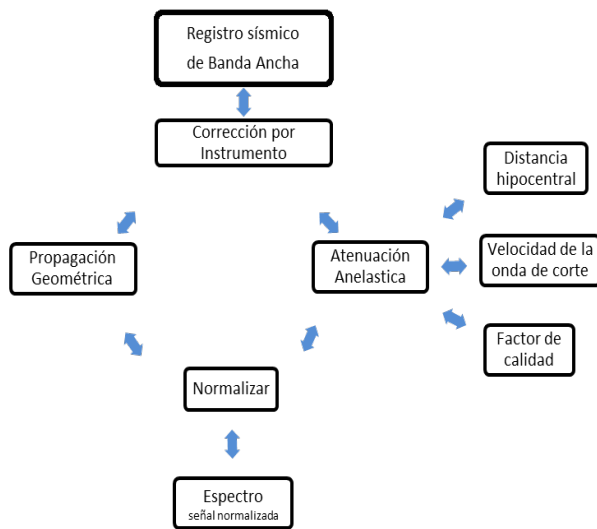 Registro sísmico
de Banda Ancha
Corrección por
Instrumento
Distancia
hipocentral
Propagación
Geométrica
Atenuación
Anelastica
Velocidad de la
onda de corte
Factor de
calidad
Normalizar
Espectro
señal normalizada